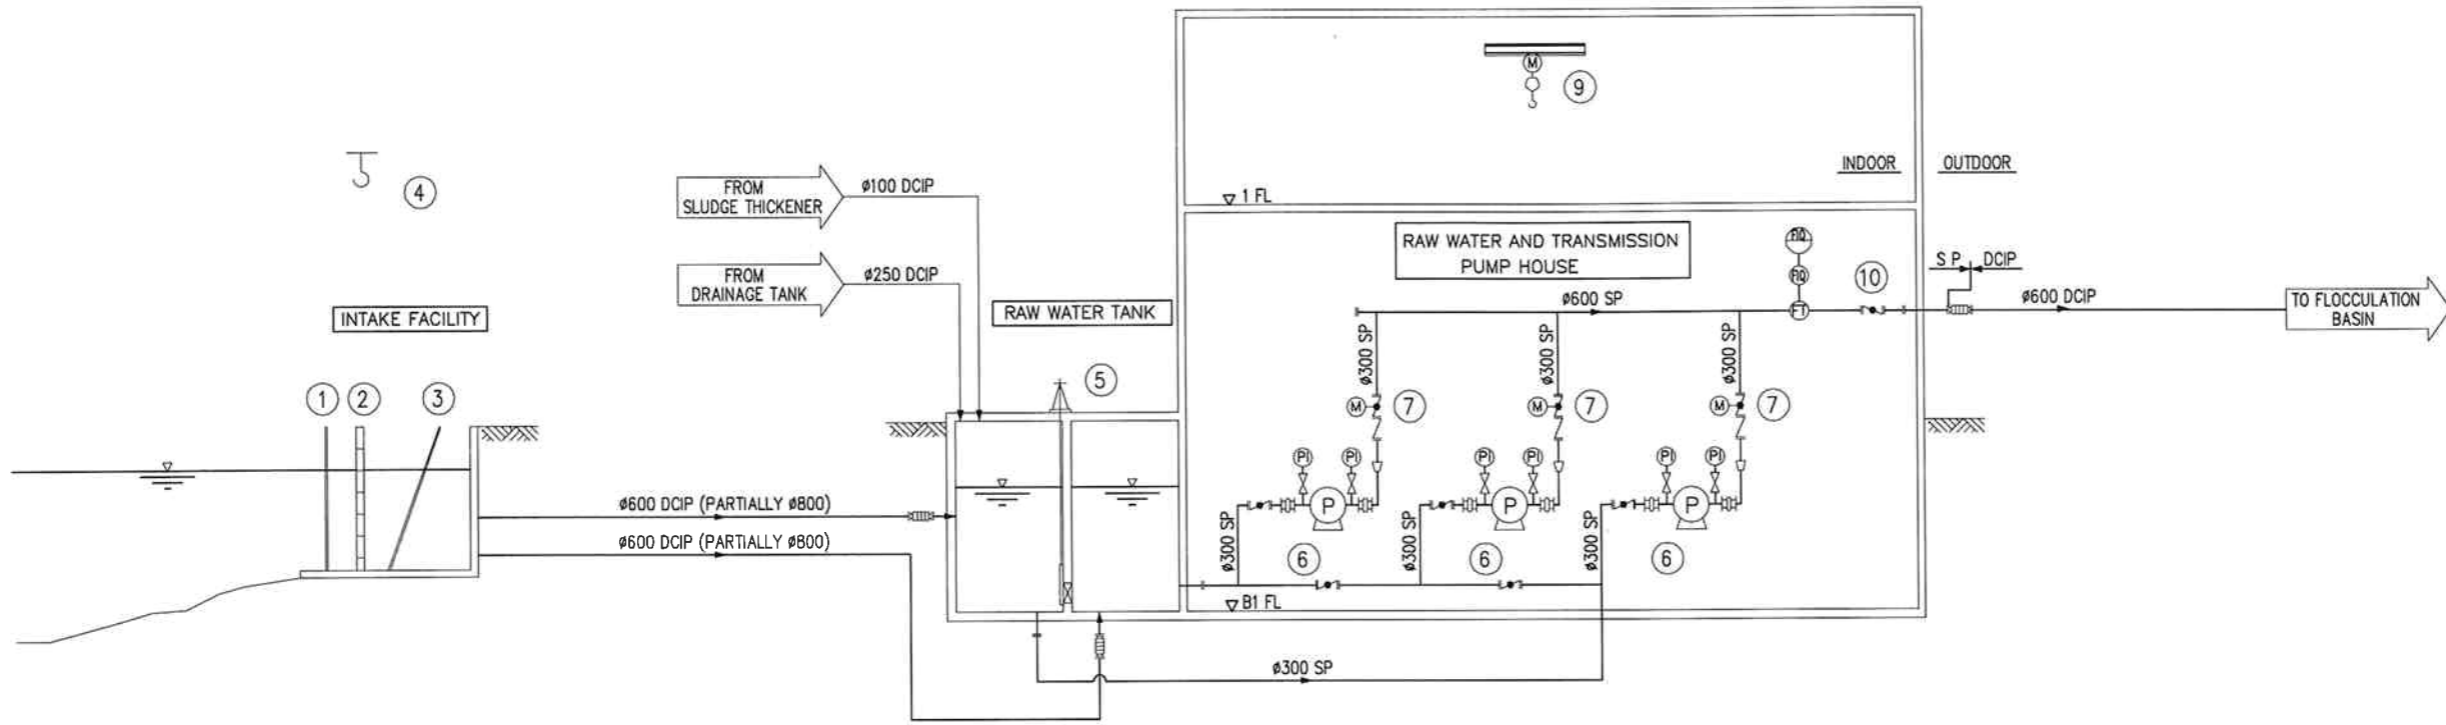 M
9
INDOOR
OUTDOOR
4
FROM
SLUDGE THICKENER
ø100 DCIP
1 FL
RAW WATER AND TRANSMISSION
PUMP HOUSE
FIQ
FIQ
FT
10
S P
DCIP
FROM
DRAINAGE TANK
ø250 DCIP
INTAKE FACILITY
RAW WATER TANK
ø600 SP
ø600 DCIP
TO FLOCCULATION
BASIN
ø300 SP
ø300 SP
ø300 SP
1
2
3
5
M
7
M
7
M
7
PI
PI
PI
PI
PI
PI
P
P
P
ø600 DCIP (PARTIALLY ø800)
ø600 DCIP (PARTIALLY ø800)
ø300 SP
6
ø300 SP
6
ø300 SP
6
B1 FL
ø300 SP